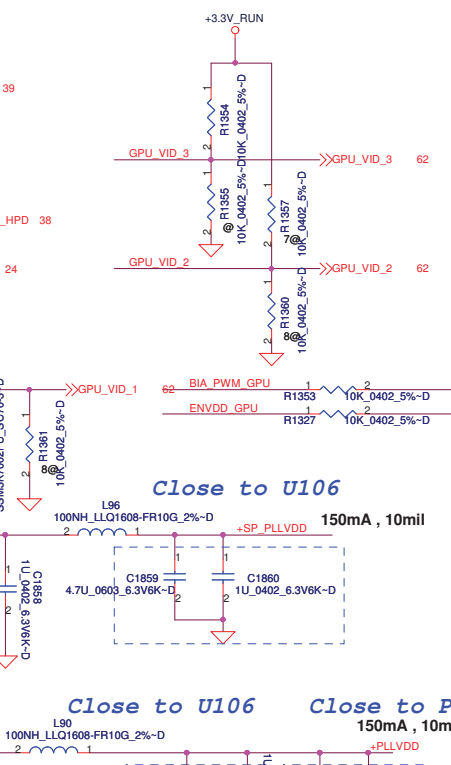 +3.3V_RUN
39
1
R1354
10K_0402_5%~D
2
GPU_VID_3
GPU_VID_3 62
1
R1355
@
10K_0402_5%~D
2
1
R1357
7@
10K_0402_5%~D
2
_HPD 38
24
GPU_VID_2
GPU_VID_2 62
1
R1360
8@
10K_0402_5%~D
2
GPU_VID_1 62
1
R1361
8@
10K_0402_5%~D
2
BIA_PWM_GPU
R1353 1 2 10K_0402_5%~D
ENVDD_GPU
R1327 1 2 10K_0402_5%~D
Close to U106
L96
100NH_LLQ1608-FR10G_2%~D
2 1
+SP_PLLVDD
150mA , 10mil
1
C1858
1U_0402_6.3V6K~D
2
1
C1859
4.7U_0603_6.3V6K~D
2
1
C1860
1U_0402_6.3V6K~D
2
Close to U106
Close to P
L90
100NH_LLQ1608-FR10G_2%~D
2 1
150mA , 10m
+PLLVDD